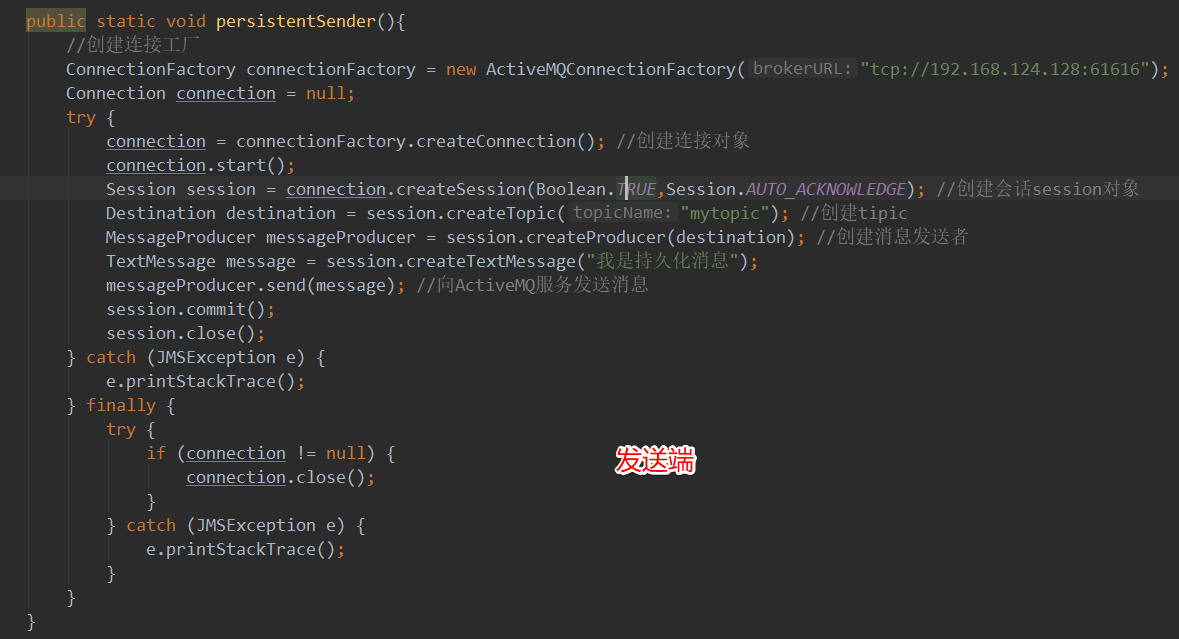 public static void persistentSender(){
//创建连接工厂
ConnectionFactory connectionFactory = new ActiveMQConnectionFactory( brokerURL: "tcp://192.168.124.128:61616");
Connection connection = null;
try {
connection = connectionFactory.createConnection(); //创建连接对象
connection.start();
Session session = connection.createSession(Boolean.TRUE,Session.AUTO_ACKNOWLEDGE); //创建会话session对象
Destination destination = session.createTopic( topicName: "mytopic"); //创建tipic
MessageProducer messageProducer = session.createProducer(destination); //创建消息发送者
TextMessage message = session.createTextMessage("我是持久化消息");
messageProducer.send(message); //向ActiveMQ服务发送消息
session.commit();
session.close();
} catch (JMSException e) {
e.printStackTrace();
} finally {
try {
if (connection != null) {
发送端
connection.close();
}
} catch (JMSException e) {
e.printStackTrace();
}
}
}